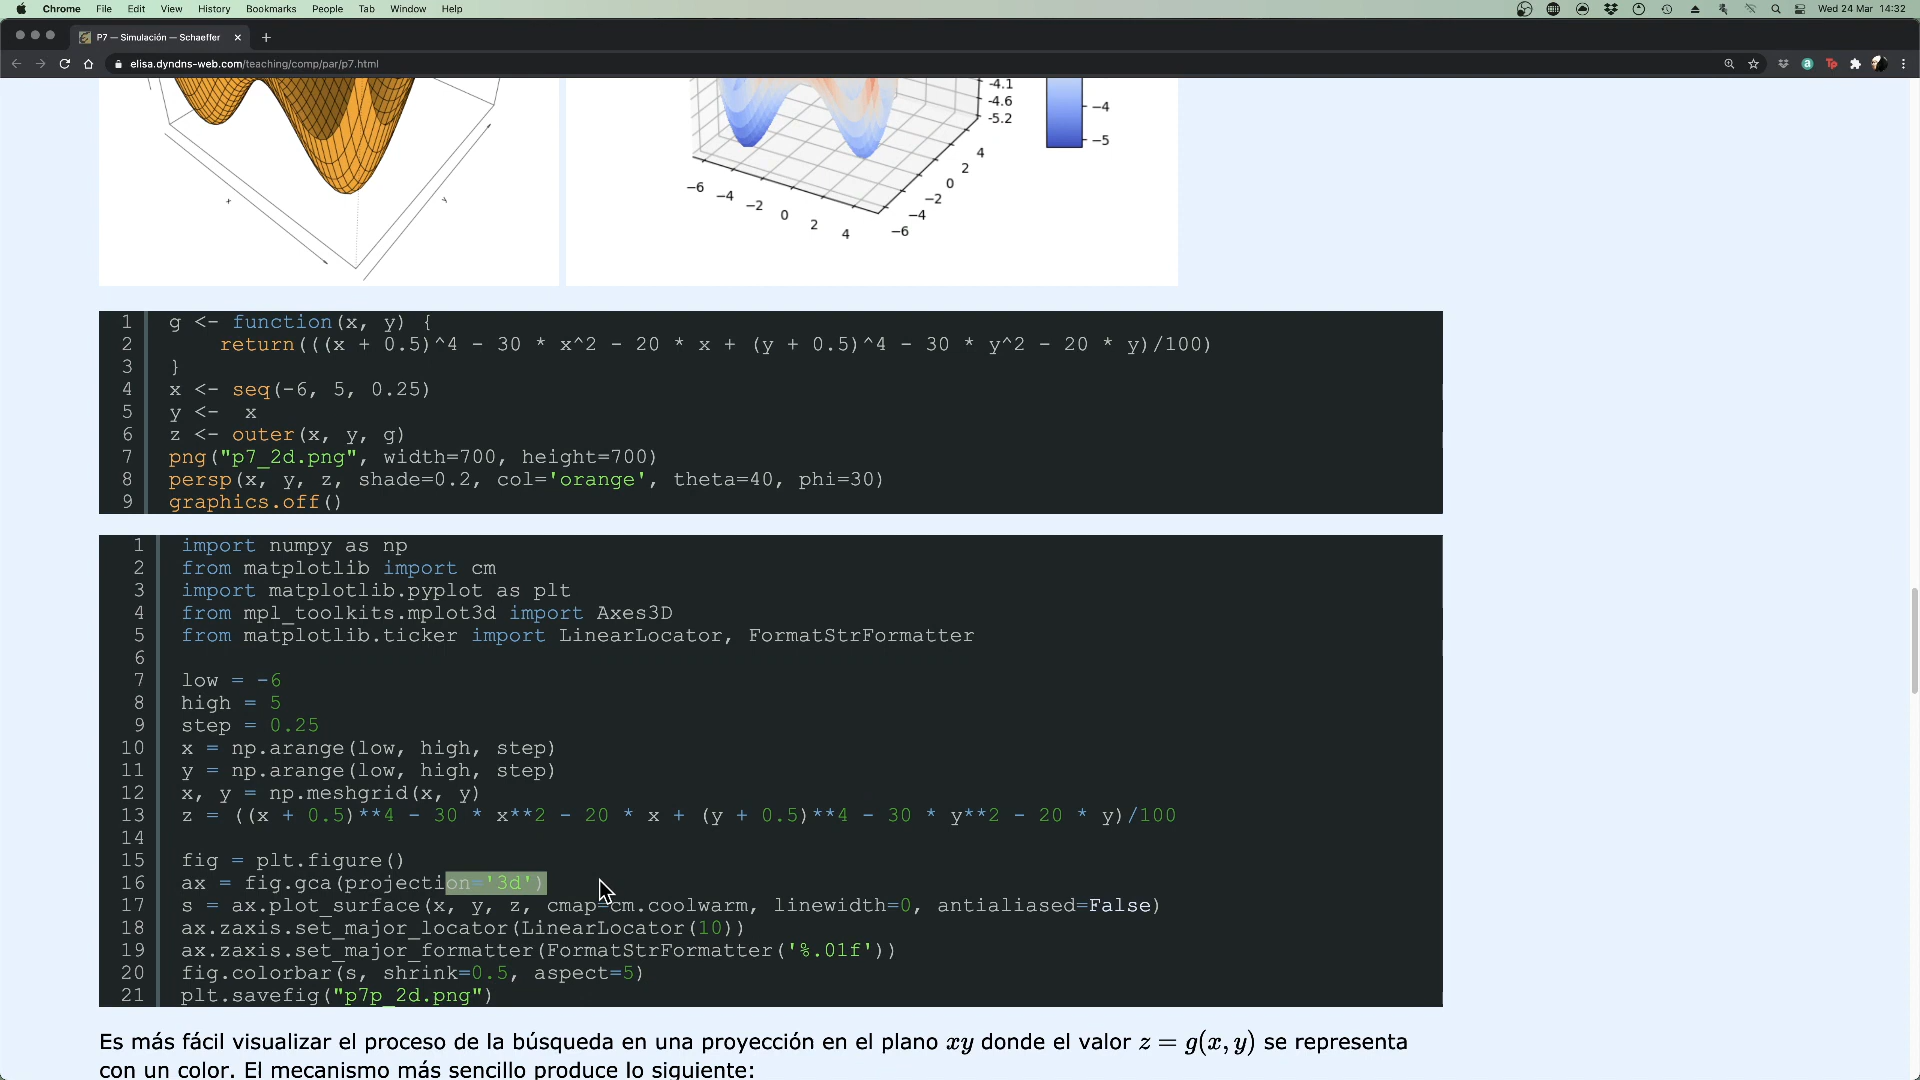 Chrome File Edit View History Bookmarks People Tab Window Help Wed 24 Mar 14:32
P7 — Simulación — Schaeffer
elisa.dyndns-web.com/teaching/comp/par/p7.html
x
y
-4.1
-4.6
-5.2
−6 −4 −2 0 2 4
−6 −4 −2 0 2 4
−4
−5
1 g <- function(x, y) {
2 return(((x + 0.5)^4 - 30 * x^2 - 20 * x + (y + 0.5)^4 - 30 * y^2 - 20 * y)/100)
3 }
4 x <- seq(-6, 5, 0.25)
5 y <-  x
6 z <- outer(x, y, g)
7 png("p7_2d.png", width=700, height=700)
8 persp(x, y, z, shade=0.2, col='orange', theta=40, phi=30)
9 graphics.off()
1 import numpy as np
2 from matplotlib import cm
3 import matplotlib.pyplot as plt
4 from mpl_toolkits.mplot3d import Axes3D
5 from matplotlib.ticker import LinearLocator, FormatStrFormatter
6
7 low = -6
8 high = 5
9 step = 0.25
10 x = np.arange(low, high, step)
11 y = np.arange(low, high, step)
12 x, y = np.meshgrid(x, y)
13 z = ((x + 0.5)**4 - 30 * x**2 - 20 * x + (y + 0.5)**4 - 30 * y**2 - 20 * y)/100
14
15 fig = plt.figure()
16 ax = fig.gca(projection='3d')
17 s = ax.plot_surface(x, y, z, cmap=cm.coolwarm, linewidth=0, antialiased=False)
18 ax.zaxis.set_major_locator(LinearLocator(10))
19 ax.zaxis.set_major_formatter(FormatStrFormatter('%.01f'))
20 fig.colorbar(s, shrink=0.5, aspect=5)
21 plt.savefig("p7p_2d.png")
Es más fácil visualizar el proceso de la búsqueda en una proyección en el plano xy donde el valor z = g(x, y) se representa
con un color. El mecanismo más sencillo produce lo siguiente: